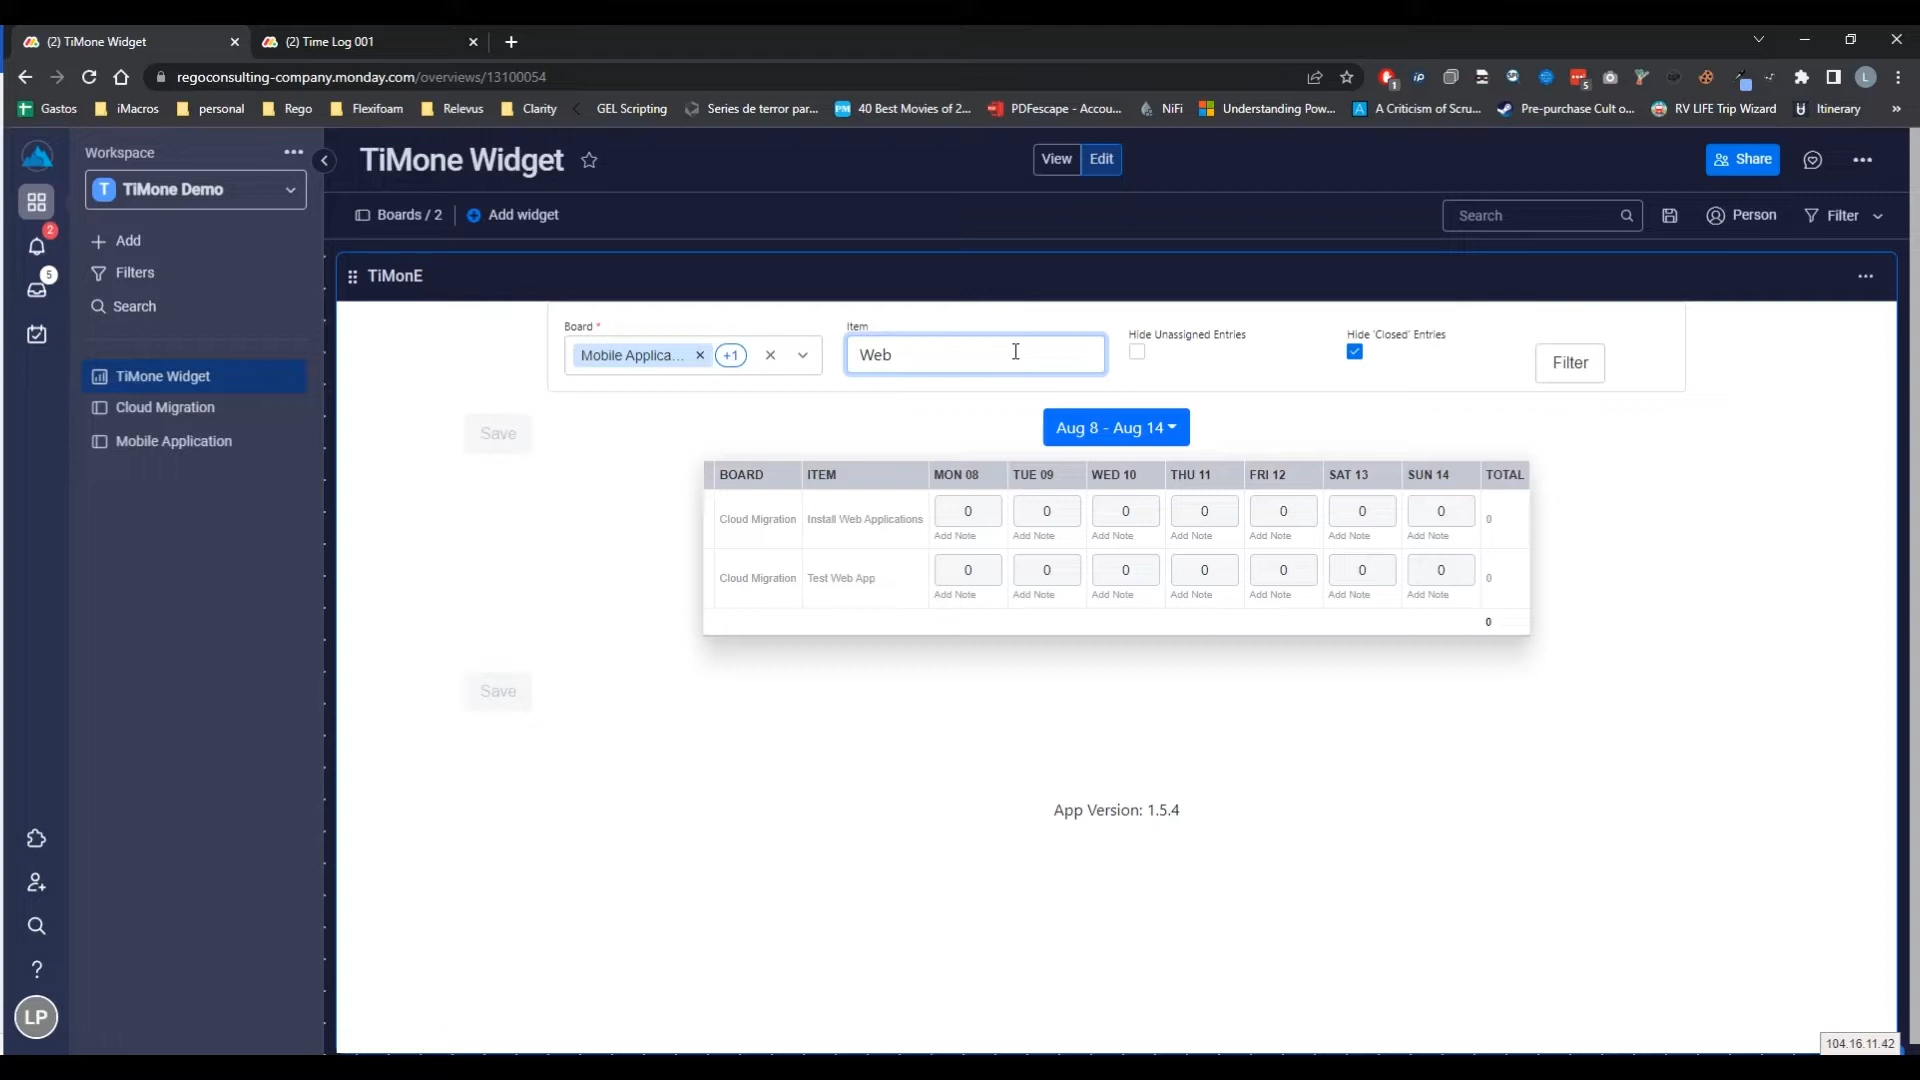 (2) TiMone Widget
(2) Time Log 001
regoconsulting-company.monday.com/overviews/13100054
Gastos
iMacros
personal
Rego
Flexifoam
Relevus
Clarity
GEL Scripting
Series de terror par...
40 Best Movies of 2...
PDFescape - Accou...
NiFi
Understanding Pow...
A Criticism of Scru...
Pre-purchase Cult o...
RV LIFE Trip Wizard
Itinerary
»
Workspace
T TiMone Demo
TiMone Widget
View Edit
Share
Boards / 2
Add widget
Search
Person
Filter
2
5
Add
Filters
Search
TiMone Widget
Cloud Migration
Mobile Application
TiMonE
Board *
Mobile Applica...
+1
Item
Web
Hide Unassigned Entries
Hide 'Closed' Entries
Filter
Save
Aug 8 - Aug 14
BOARD ITEM MON 08 TUE 09 WED 10 THU 11 FRI 12 SAT 13 SUN 14 TOTAL
Cloud Migration Install Web Applications 0 0 0 0 0 0 0 0
Add Note Add Note Add Note Add Note Add Note Add Note Add Note
Cloud Migration Test Web App 0 0 0 0 0 0 0 0
Add Note Add Note Add Note Add Note Add Note Add Note Add Note
0
Save
App Version: 1.5.4
?
LP
104.16.11.42